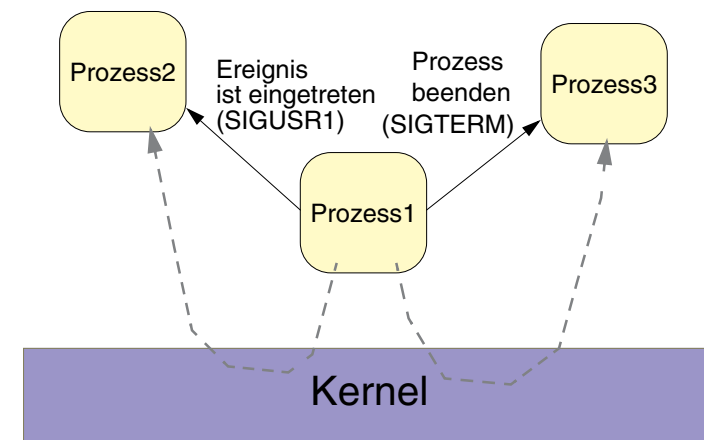 Prozess2
Ereignis
ist eingetreten
(SIGUSR1)
Prozess
beenden
(SIGTERM)
Prozess3
Prozess1
Kernel